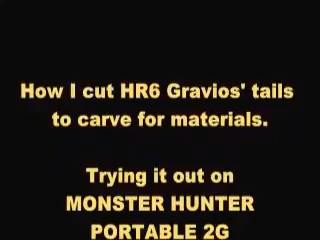 How I cut HR6 Gravios' tails
to carve for materials.
Trying it out on
MONSTER HUNTER
PORTABLE 2G